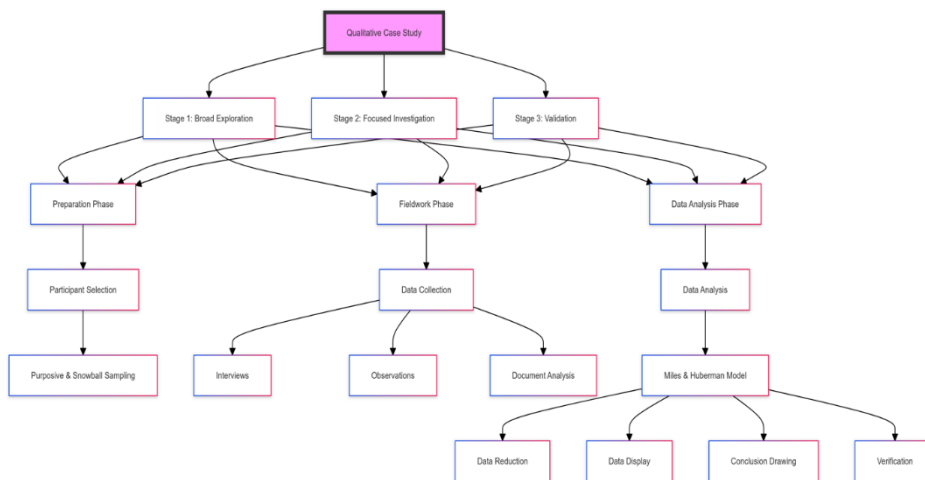 Qualitative Case Study
Stage 1: Broad Exploration
Stage 2: Focused Investigation
Stage 3: Validation
Preparation Phase
Fieldwork Phase
Data Analysis Phase
Participant Selection
Data Collection
Data Analysis
Purposive & Snowball Sampling
Interviews
Observations
Document Analysis
Miles & Huberman Model
Data Reduction
Data Display
Conclusion Drawing
Verification